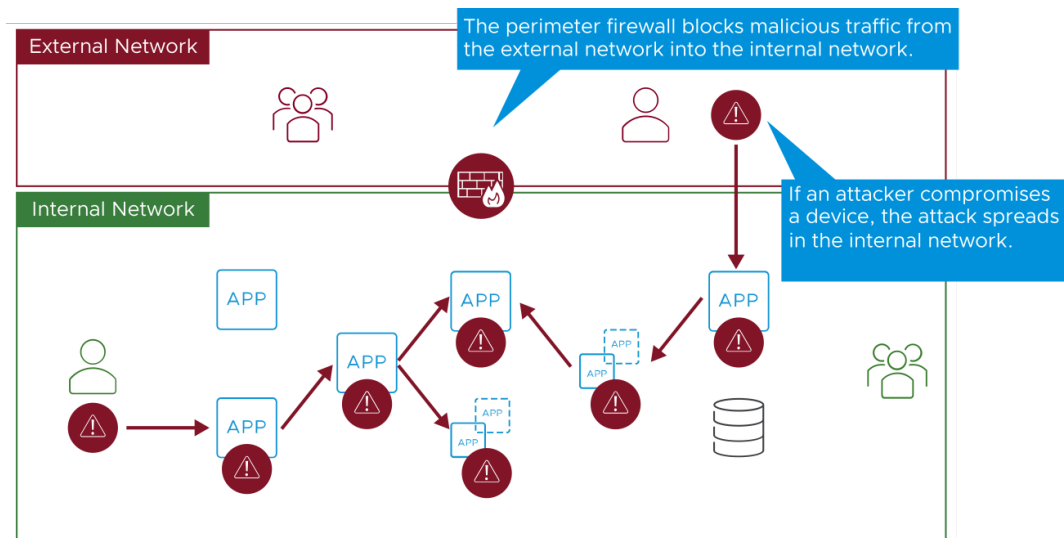 The perimeter firewall blocks malicious traffic from
the external network into the internal network.
External Network
If an attacker compromises
a device, the attack spreads
in the internal network.
Internal Network
APP
APP
APP
APP
APP
APP
APP
APP
APP